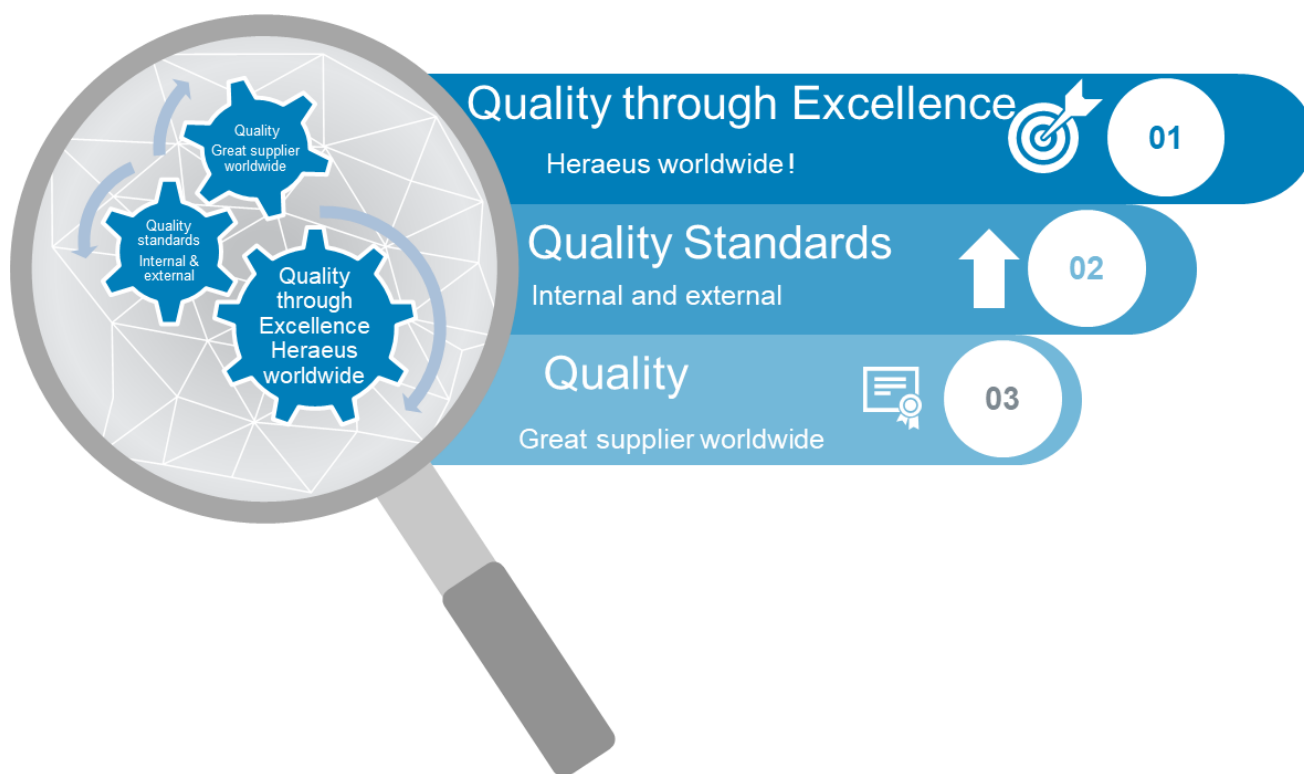 Quality
Great supplier
worldwide
Quality
standards
Internal &
external
Quality
through
Excellence
Heraeus
worldwide
Quality through Excellence
Heraeus worldwide!
01
Quality Standards
Internal and external
02
Quality
Great supplier worldwide
03